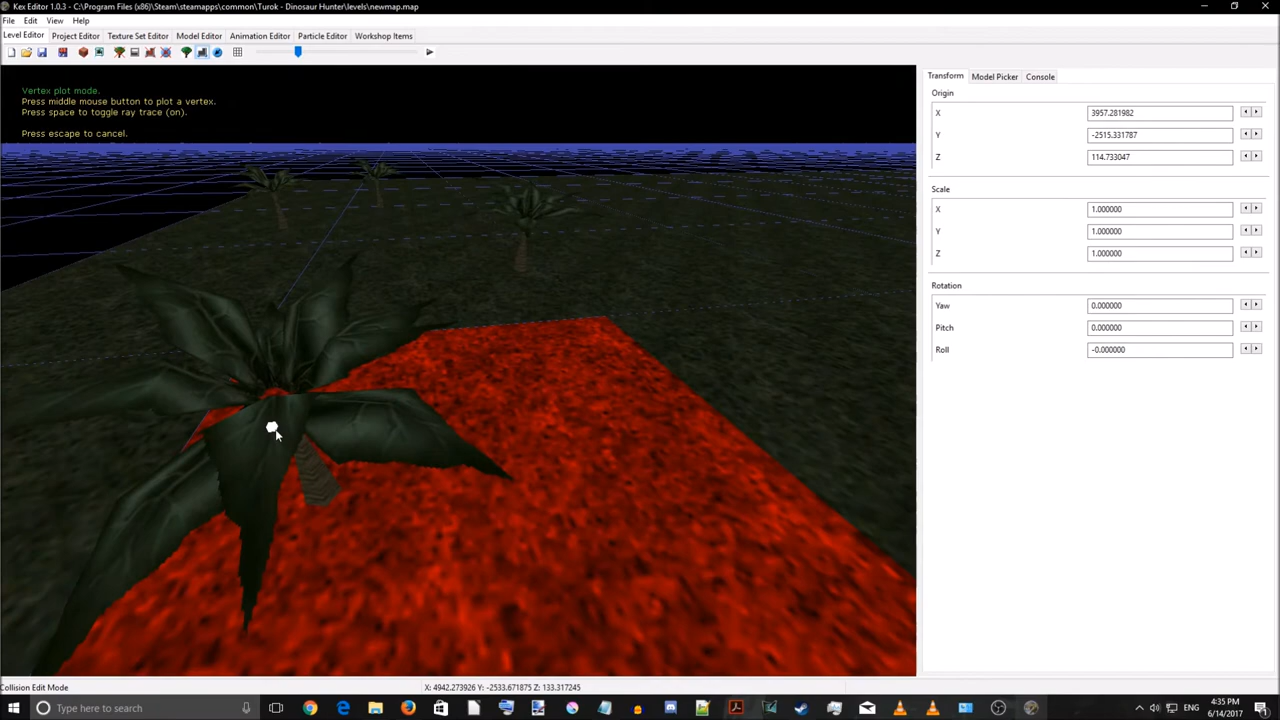 Kex Editor 1.0.3 - C:\Program Files (x86)\Steam\steamapps\common\Turok - Dinosaur Hunter\levels\newmap.map
File Edit View Help
Level Editor Project Editor Texture Set Editor Model Editor Animation Editor Particle Editor Workshop Items
Vertex plot mode.
Press middle mouse button to plot a vertex.
Press space to toggle ray trace (on).
Press escape to cancel.
Transform Model Picker Console
Origin
X 3957.281982
Y -2515.331787
Z 114.733047
Scale
X 1.000000
Y 1.000000
Z 1.000000
Rotation
Yaw 0.000000
Pitch 0.000000
Roll -0.000000
Collision Edit Mode X: 4942.273926 Y: -2533.671875 Z: 133.317245
Type here to search
ENG
4:35 PM
6/14/2017